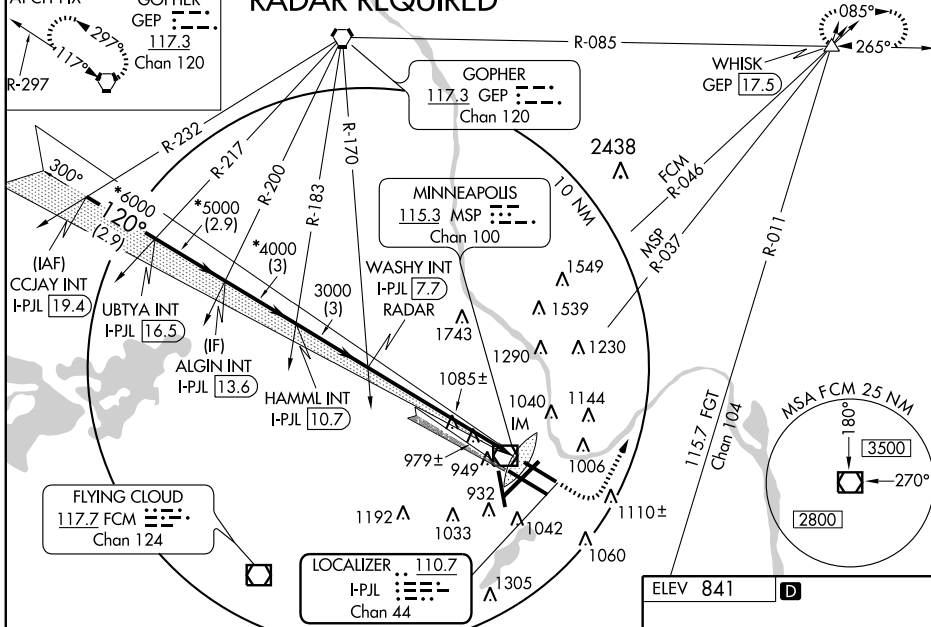 RADAR REQUIRED
GOPHER
GEP
117.3
Chan 120
297°
117°
R-297
085°
265°
R-085
WHISK
GEP 17.5
GOPHER
117.3 GEP
Chan 120
R-232
R-217
R-200
R-183
R-170
2438
FCM
R-046
MSP
R-037
R-011
10 NM
MINNEAPOLIS
115.3 MSP
Chan 100
300°
*6000
120°
(2.9)
*5000
(2.9)
*4000
(3)
3000
(3)
(IAF)
CCJAY INT
I-PJL 19.4
UBTYA INT
I-PJL 16.5
(IF)
ALGIN INT
I-PJL 13.6
HAMML INT
I-PJL 10.7
WASHY INT
I-PJL 7.7
RADAR
1549
1539
1743
1290
1230
1085±
1040
1144
IM
1006
979±
949
932
1192
1033
1042
1110±
1060
1305
115.7 FGT
Chan 104
MSA FCM 25 NM
180°
3500
270°
2800
FLYING CLOUD
117.7 FCM
Chan 124
LOCALIZER 110.7
I-PJL
Chan 44
ELEV 841 D